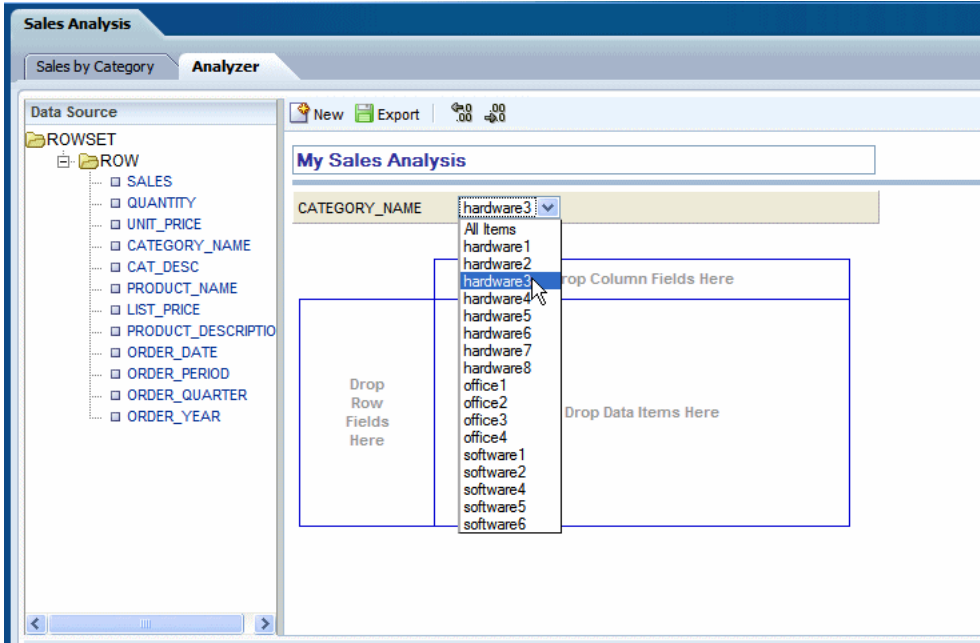 Sales Analysis
Sales by Category Analyzer
Data Source
ROWSET
ROW
SALES
QUANTITY
UNIT_PRICE
CATEGORY_NAME
CAT_DESC
PRODUCT_NAME
LIST_PRICE
PRODUCT_DESCRIPTIO
ORDER_DATE
ORDER_PERIOD
ORDER_QUARTER
ORDER_YEAR
New Export .00 .00
My Sales Analysis
CATEGORY_NAME hardware3
All Items
hardware1
hardware2
hardware3
hardware4
hardware5
hardware6
hardware7
hardware8
office1
office2
office3
office4
software1
software2
software4
software5
software6
rop Column Fields Here
Drop
Row
Fields
Here
Drop Data Items Here